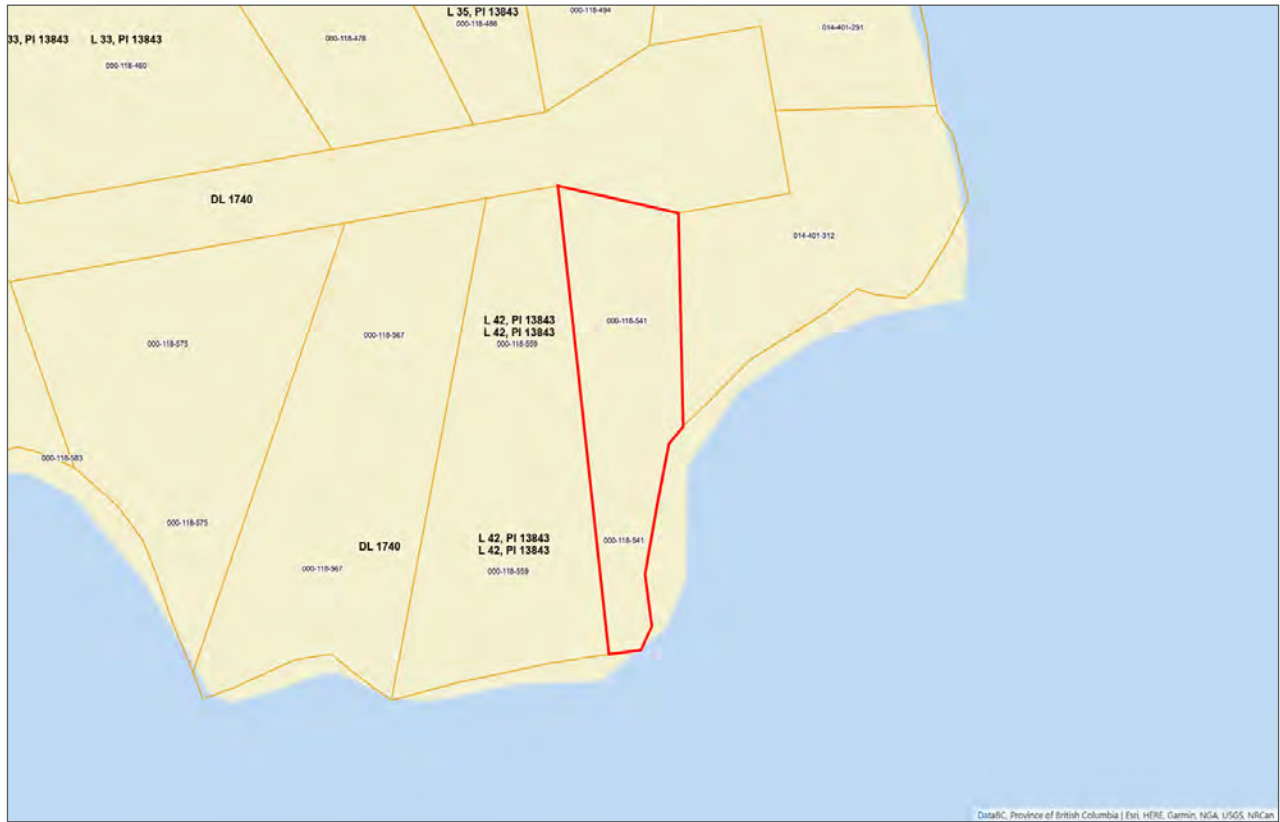 L 35, Pl 13843
000-118-486
000-118-494
33, Pl 13843
L 33, Pl 13843
000-118-460
000-118-478
014-401-291
DL 1740
014-401-312
L 42, Pl 13843
L 42, Pl 13843
000-118-559
000-118-541
000-118-567
000-118-575
000-118-583
000-118-575
DL 1740
000-118-567
L 42, Pl 13843
L 42, Pl 13843
000-118-559
000-118-541
DataBC, Province of British Columbia | Esri, HERE, Garmin, NGA, USGS, NRCan